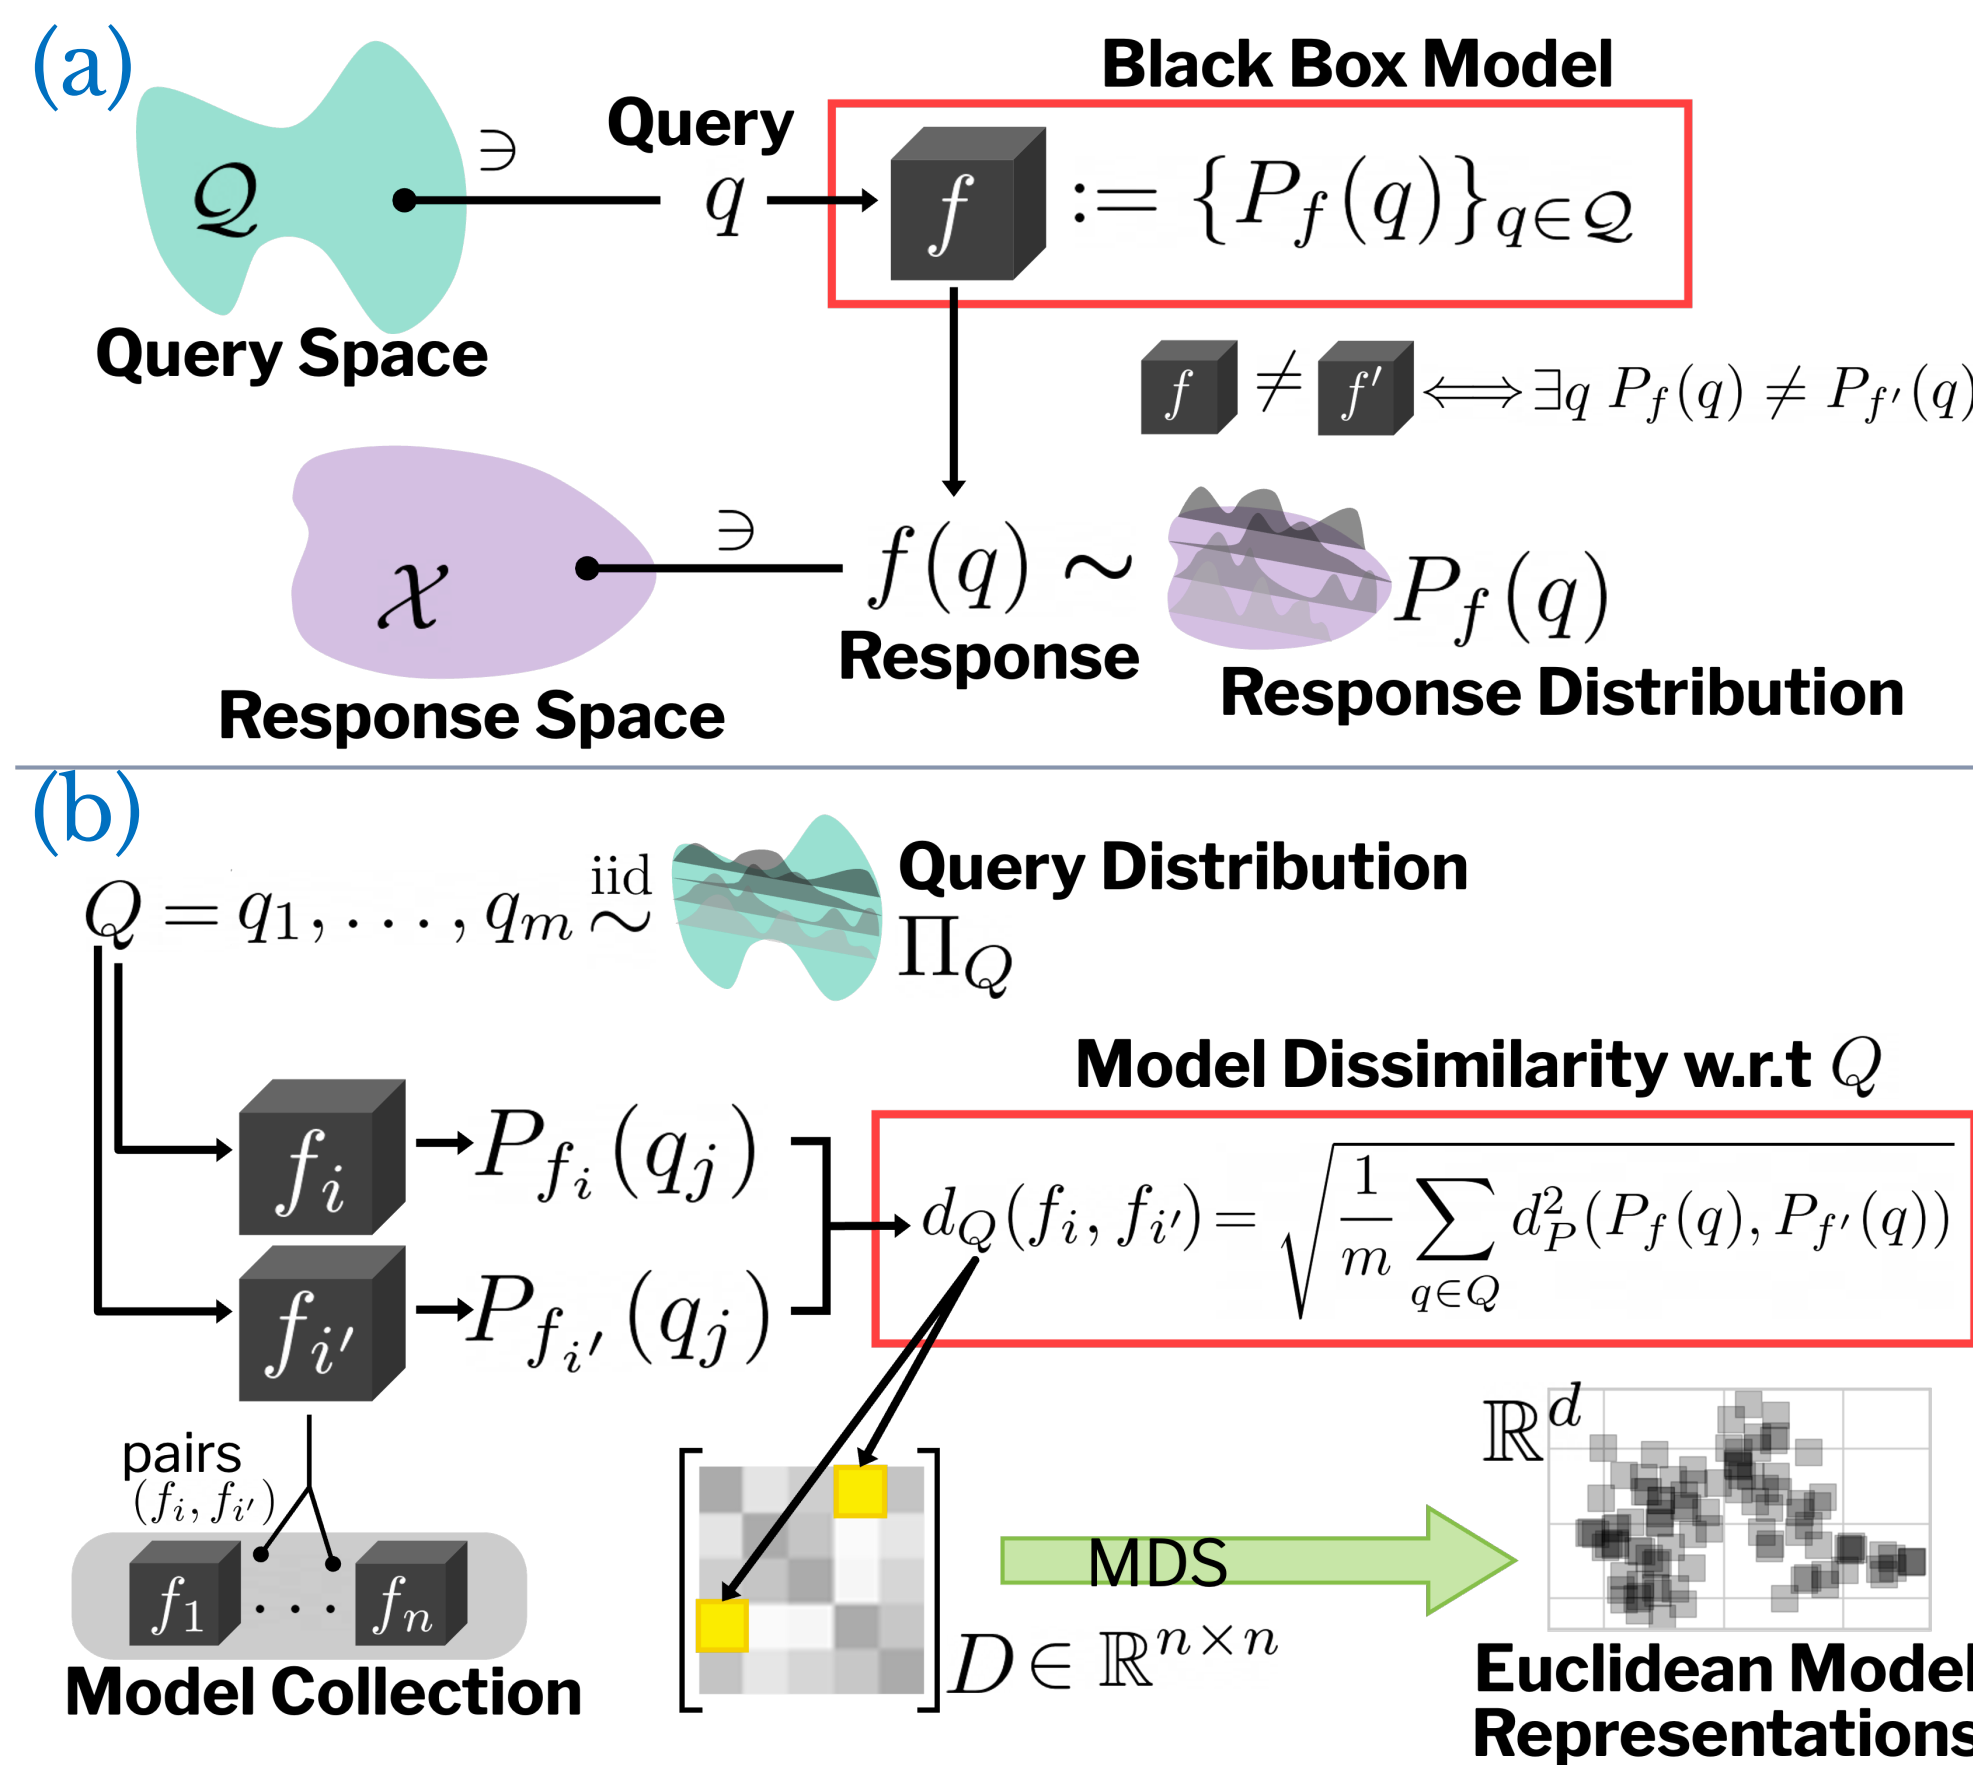 (a)
Black Box Model
Query
𝒬 ∋ q f := {P_f(q)}_{q∈𝒬}
Query Space
f ≠ f′ ⟺ ∃q P_f(q) ≠ P_{f′}(q)
𝒳 ∋ f(q) ∼ P_f(q)
Response
Response Distribution
Response Space
(b)
Query Distribution
Q = q_1, . . . , q_m iid ∼ Π_Q
Model Dissimilarity w.r.t Q
f_i P_{f_i}(q_j)
d_Q(f_i, f_{i′}) = √(1/m ∑_{q∈Q} d_P^2(P_f(q), P_{f′}(q)))
f_{i′} P_{f_{i′}}(q_j)
ℝ^d
pairs
(f_i, f_{i′})
MDS
f_1 . . . f_n
D ∈ ℝ^{n×n}
Model Collection
Euclidean Model
Representations